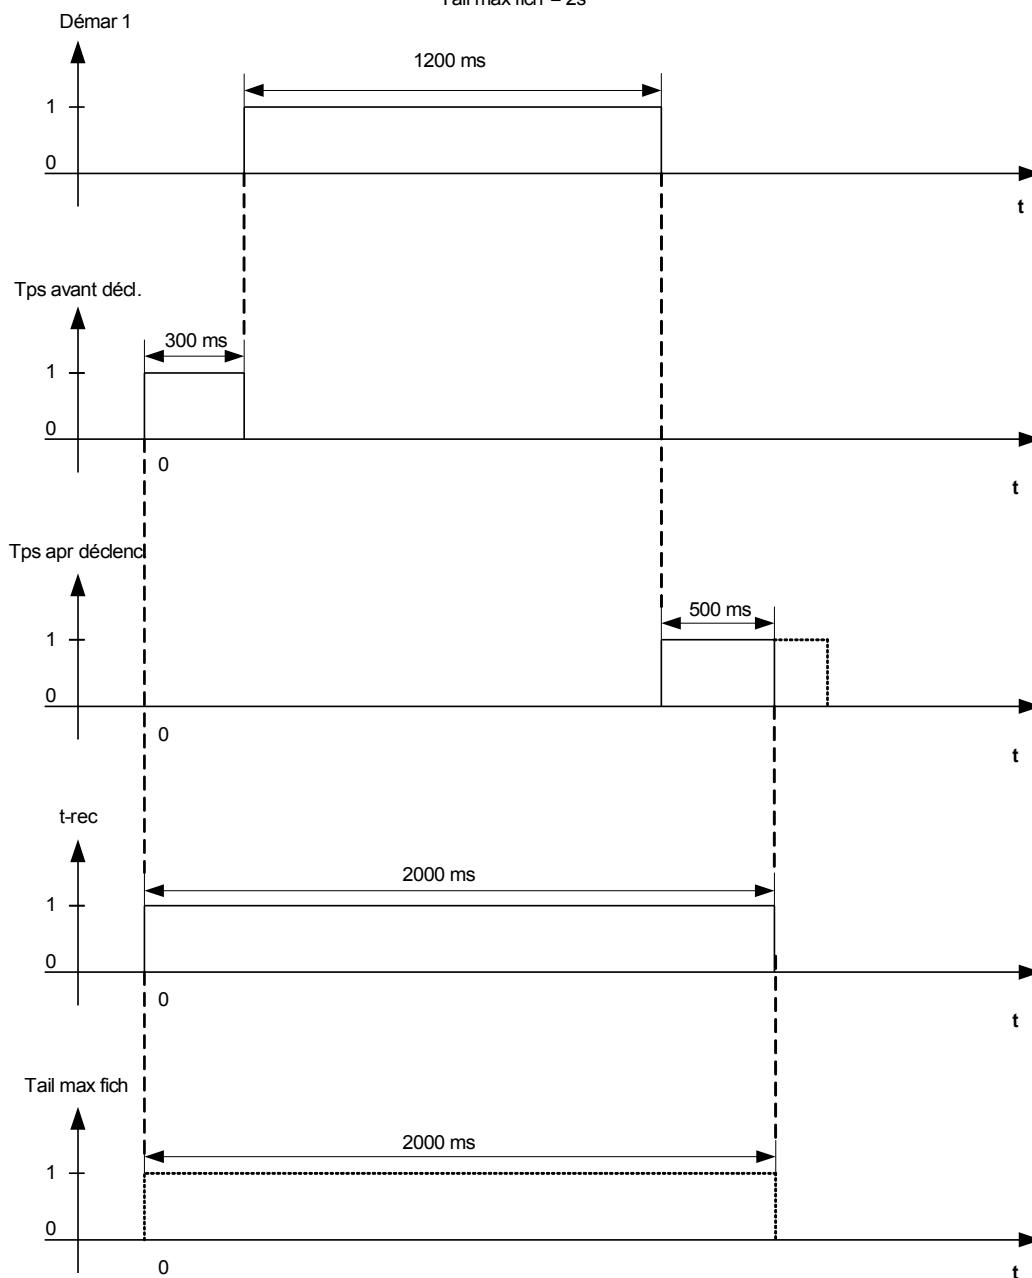 Tail max fich = 2s
Démar 1
1200 ms
1
0
t
Tps avant décl.
300 ms
1
0
0
t
Tps apr déclenc
500 ms
1
0
0
t
t-rec
2000 ms
1
0
0
t
Tail max fich
2000 ms
1
0
0
t